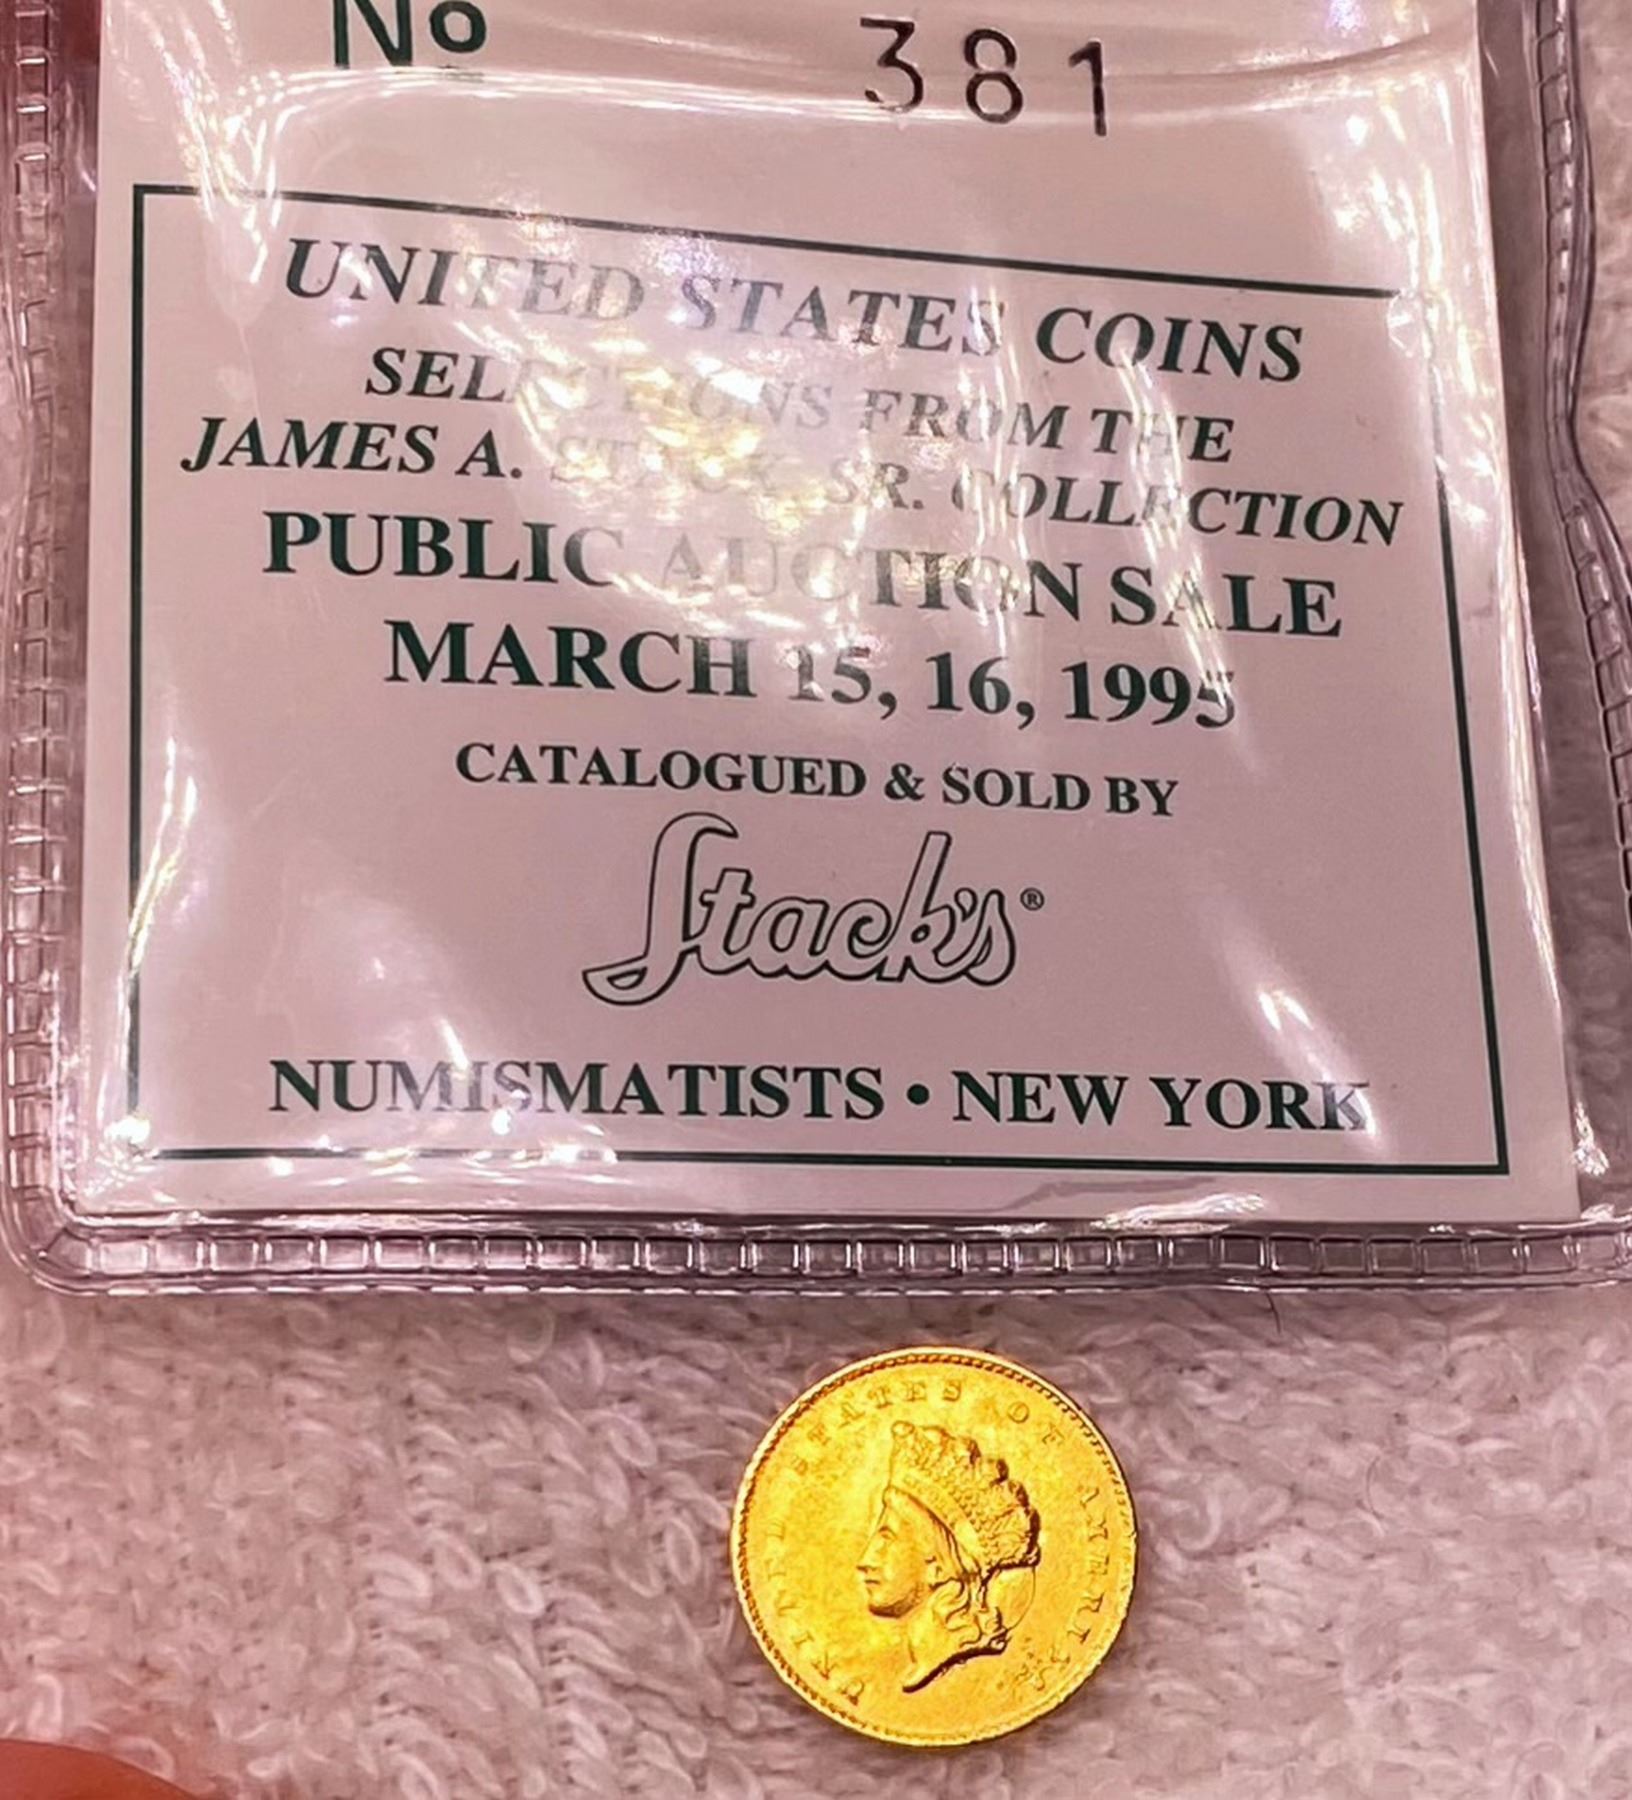 No 381
UNITED STATES COINS
SELECTIONS FROM THE
JAMES A. STACK, SR. COLLECTION
PUBLIC AUCTION SALE
MARCH 15, 16, 1995
CATALOGUED & SOLD BY
Stack's®
NUMISMATISTS • NEW YORK
UNITED STATES OF AMERICA